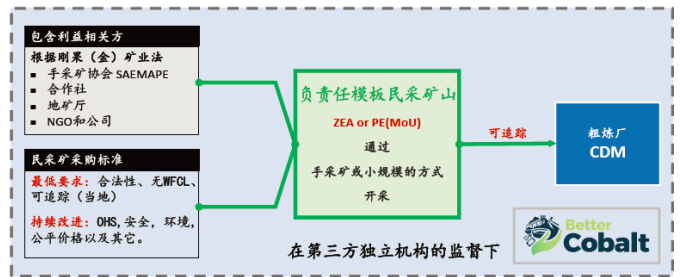 包含利益相关方
根据刚果（金）矿业法
▪ 手采矿协会 SAEMAPE
▪ 合作社
▪ 地矿厅
▪ NGO和公司
民采矿采购标准
最低要求：合法性、无WFCL、
可追踪（当地）
持续改进：OHS,安全，环境，
公平价格以及其它。
负责任模板民采矿山
ZEA or PE(MoU)
通过
手采矿或小规模的方式
开采
可追踪
粗炼厂
CDM
在第三方独立机构的监督下
Better
Cobalt